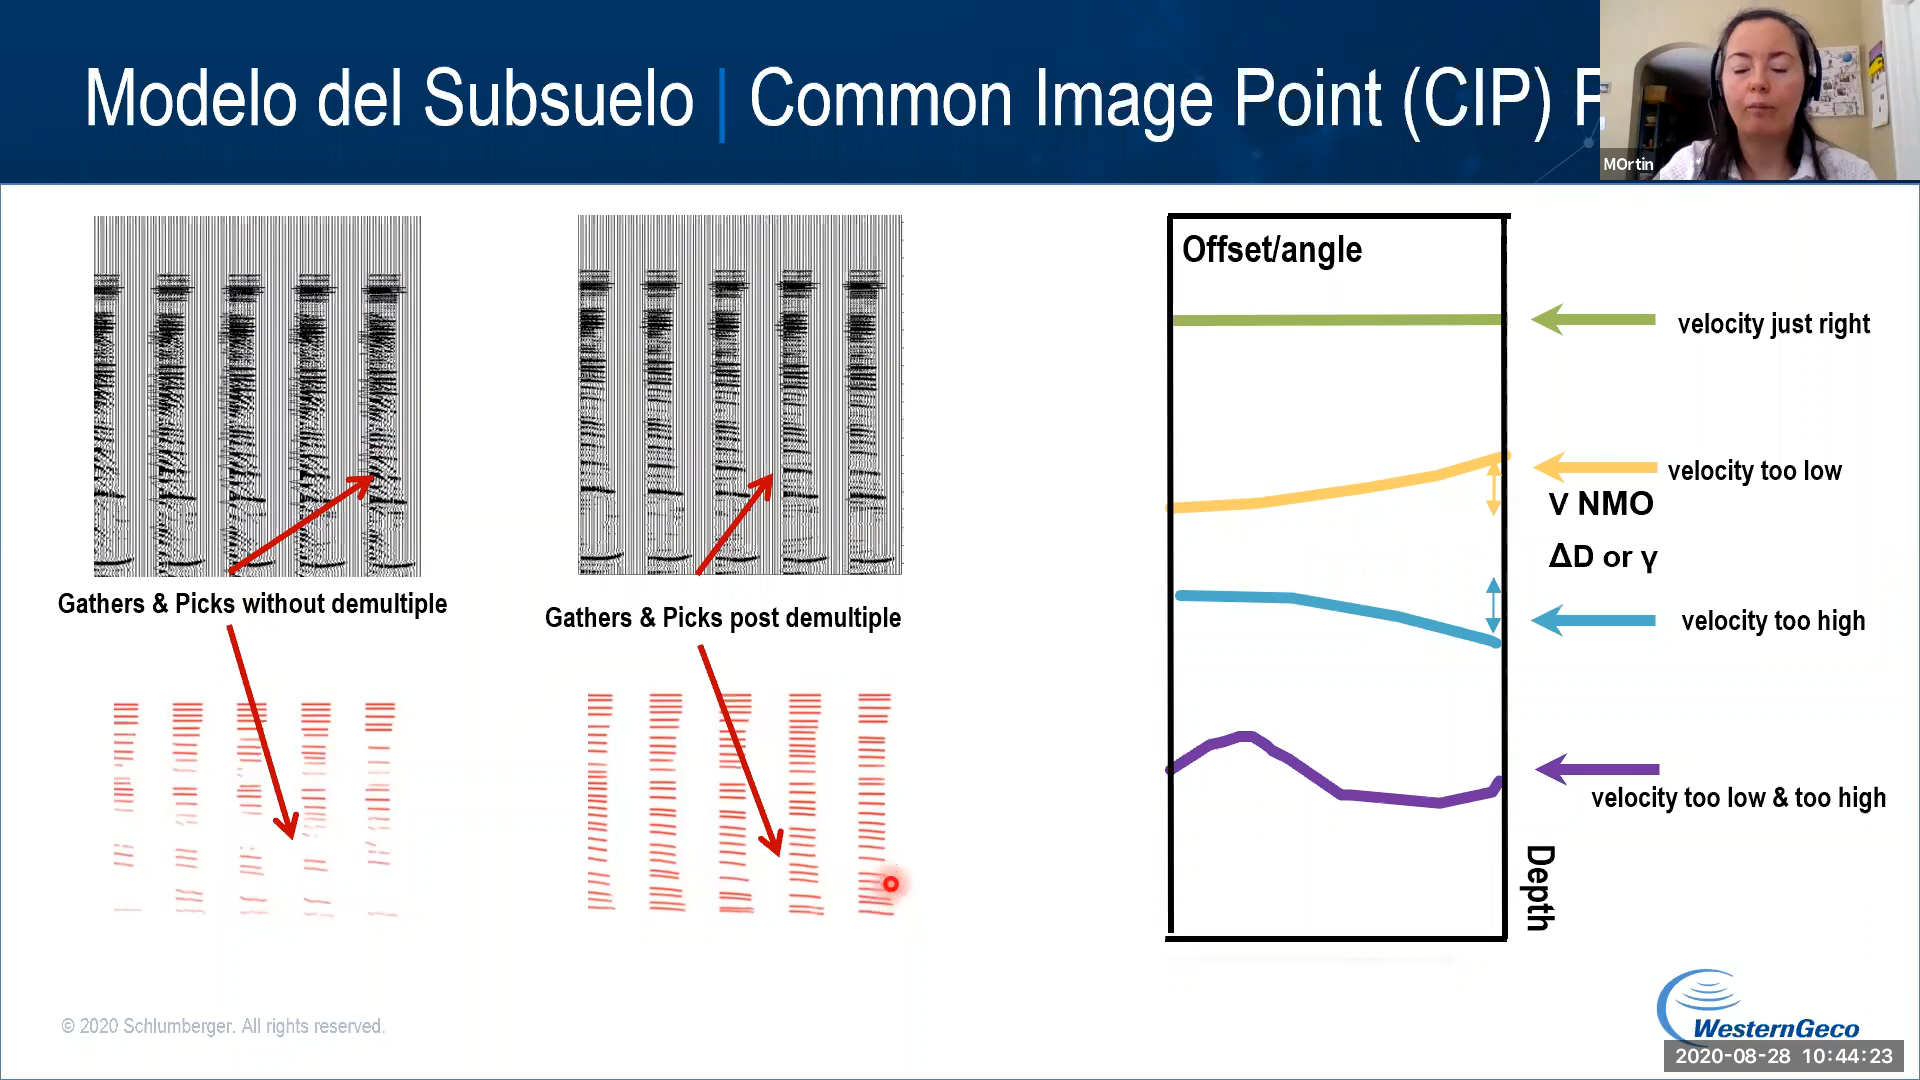 Modelo del Subsuelo | Common Image Point (CIP)
MOrtin
Offset/angle
velocity just right
velocity too low
V NMO
ΔD or γ
velocity too high
velocity too low & too high
Depth
Gathers & Picks without demultiple
Gathers & Picks post demultiple
© 2020 Schlumberger. All rights reserved.
WesternGeco
2020-08-28 10:44:23